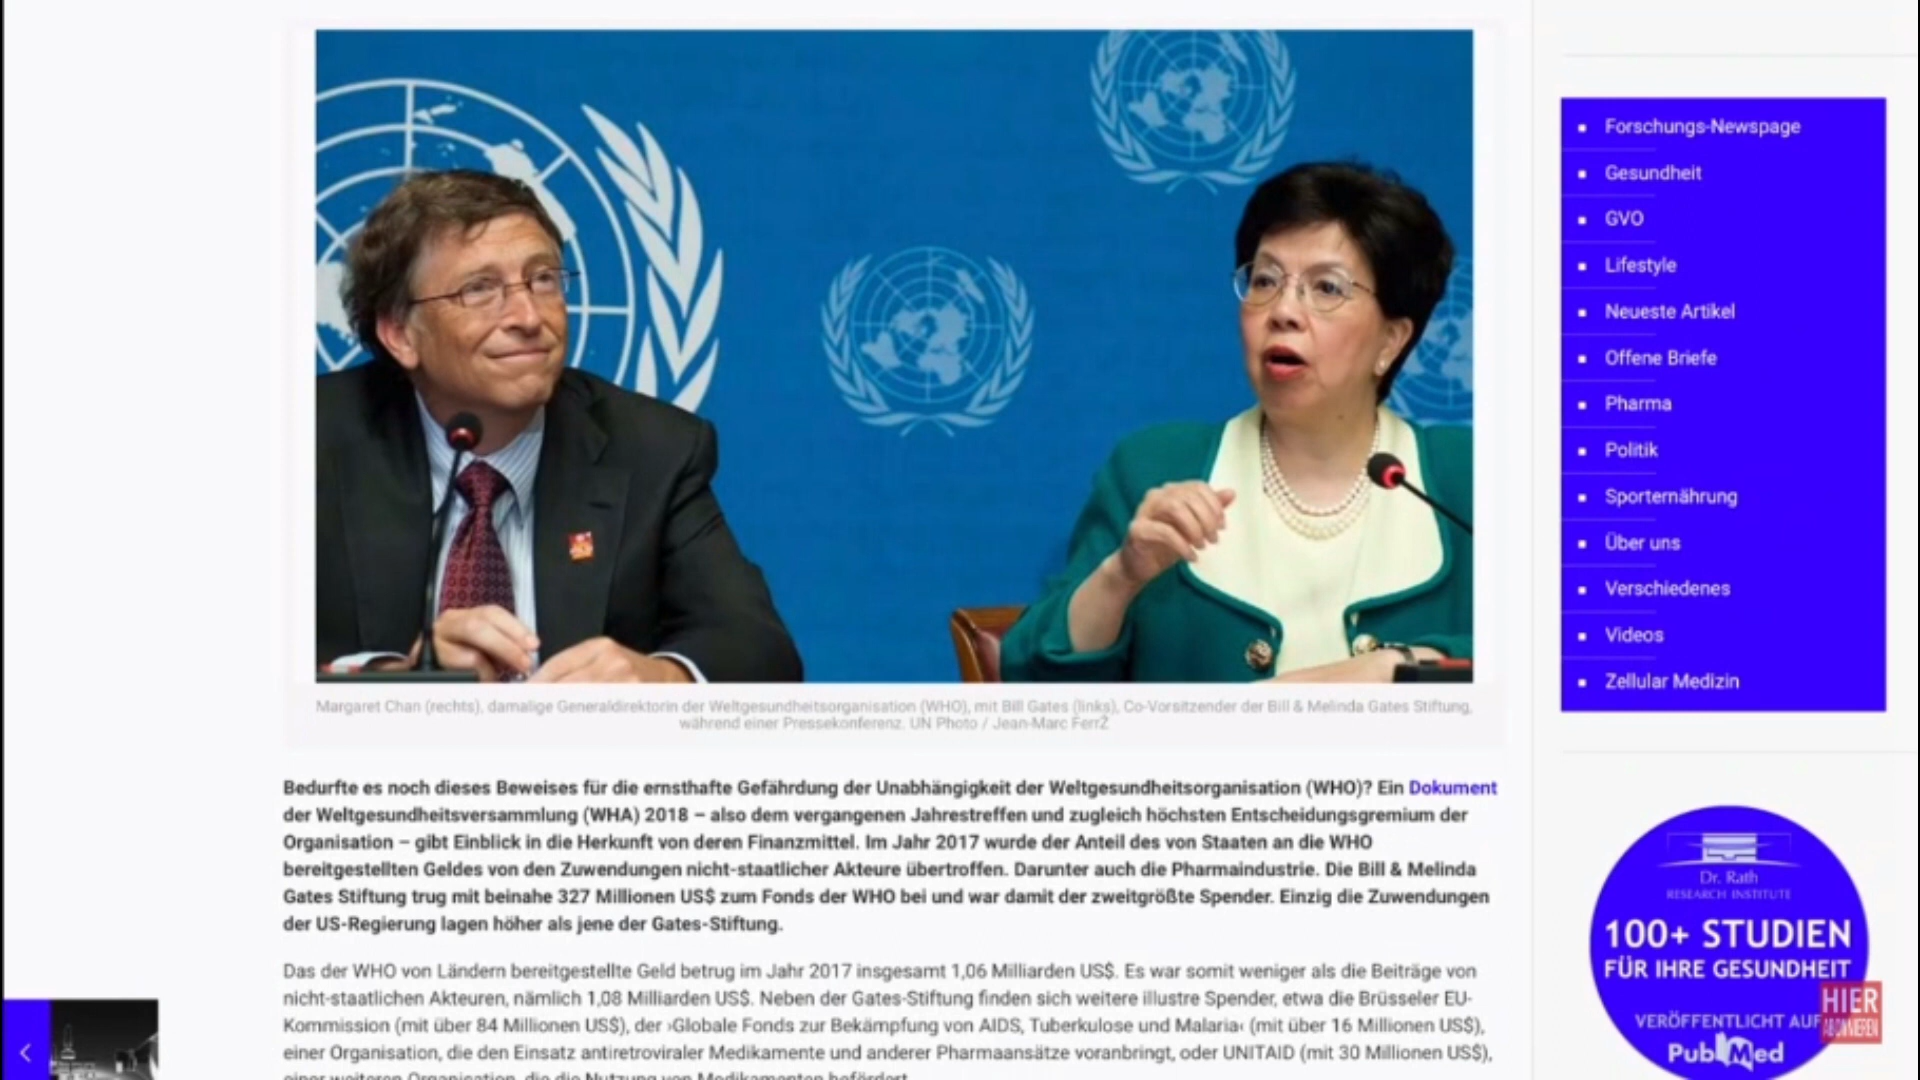 Margaret Chan (rechts), damalige Generaldirektorin der Weltgesundheitsorganisation (WHO), mit Bill Gates (links), Co-Vorsitzender der Bill & Melinda Gates Stiftung,
während einer Pressekonferenz. UN Photo / Jean-Marc FerrŽ
Bedurfte es noch dieses Beweises für die ernsthafte Gefährdung der Unabhängigkeit der Weltgesundheitsorganisation (WHO)? Ein Dokument
der Weltgesundheitsversammlung (WHA) 2018 – also dem vergangenen Jahrestreffen und zugleich höchsten Entscheidungsgremium der
Organisation – gibt Einblick in die Herkunft von deren Finanzmittel. Im Jahr 2017 wurde der Anteil des von Staaten an die WHO
bereitgestellten Geldes von den Zuwendungen nicht-staatlicher Akteure übertroffen. Darunter auch die Pharmaindustrie. Die Bill & Melinda
Gates Stiftung trug mit beinahe 327 Millionen US$ zum Fonds der WHO bei und war damit der zweitgrößte Spender. Einzig die Zuwendungen
der US-Regierung lagen höher als jene der Gates-Stiftung.
Das der WHO von Ländern bereitgestellte Geld betrug im Jahr 2017 insgesamt 1,06 Milliarden US$. Es war somit weniger als die Beiträge von
nicht-staatlichen Akteuren, nämlich 1,08 Milliarden US$. Neben der Gates-Stiftung finden sich weitere illustre Spender, etwa die Brüsseler EU-
Kommission (mit über 84 Millionen US$), der ›Globale Fonds zur Bekämpfung von AIDS, Tuberkulose und Malaria‹ (mit über 16 Millionen US$),
einer Organisation, die den Einsatz antiretroviraler Medikamente und anderer Pharmaansätze voranbringt, oder UNITAID (mit 30 Millionen US$),
einer weiteren Organisation, die die Nutzung von Medikamenten befördert.
Forschungs-Newspage
Gesundheit
GVO
Lifestyle
Neueste Artikel
Offene Briefe
Pharma
Politik
Sporternährung
Über uns
Verschiedenes
Videos
Zellular Medizin
Dr. Rath
RESEARCH INSTITUTE
100+ STUDIEN
FÜR IHRE GESUNDHEIT
VERÖFFENTLICHT AUF
PubMed
HIER
ABONNIEREN